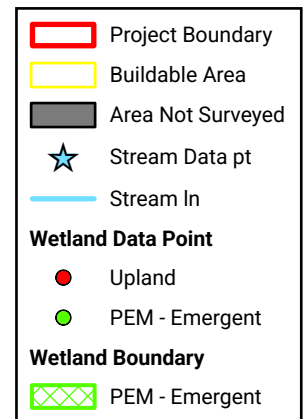 Project Boundary
Buildable Area
Area Not Surveyed
Stream Data pt
Stream ln
Wetland Data Point
Upland
PEM - Emergent
Wetland Boundary
PEM - Emergent